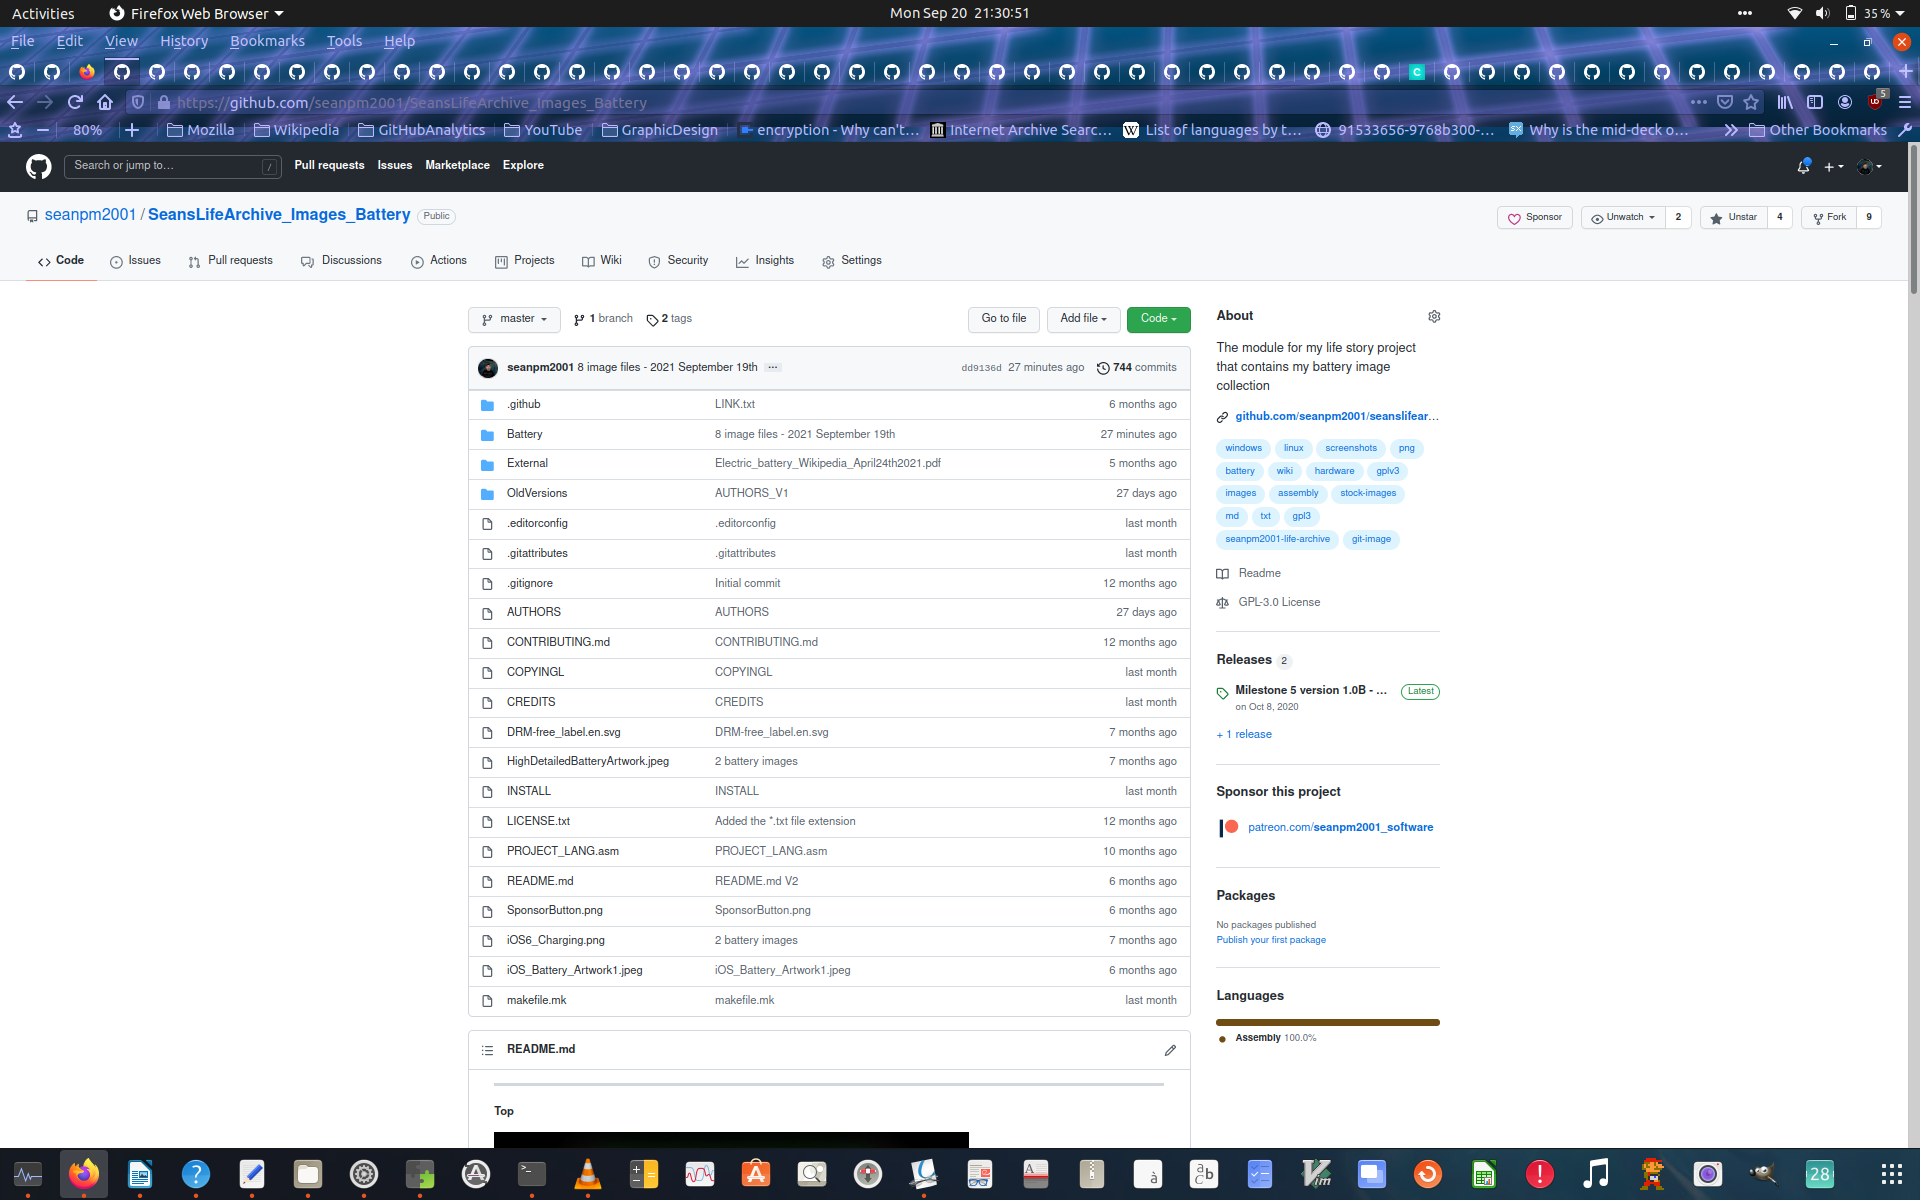 Activities Firefox Web Browser Mon Sep 20 21:30:51 35 %
File Edit View History Bookmarks Tools Help
https://github.com/seanpm2001/SeansLifeArchive_Images_Battery 5
80% Mozilla Wikipedia GitHubAnalytics YouTube GraphicDesign encryption - Why can't… Internet Archive Searc… List of languages by t… 91533656-9768b300-… Why is the mid-deck o… Other Bookmarks
Search or jump to… / Pull requests Issues Marketplace Explore
seanpm2001 / SeansLifeArchive_Images_Battery Public Sponsor Unwatch 2 Unstar 4 Fork 9
Code Issues Pull requests Discussions Actions Projects Wiki Security Insights Settings
master 1 branch 2 tags Go to file Add file Code
seanpm2001 8 image files - 2021 September 19th … dd9136d 27 minutes ago 744 commits
.github LINK.txt 6 months ago
Battery 8 image files - 2021 September 19th 27 minutes ago
External Electric_battery_Wikipedia_April24th2021.pdf 5 months ago
OldVersions AUTHORS_V1 27 days ago
.editorconfig .editorconfig last month
.gitattributes .gitattributes last month
.gitignore Initial commit 12 months ago
AUTHORS AUTHORS 27 days ago
CONTRIBUTING.md CONTRIBUTING.md 12 months ago
COPYINGL COPYINGL last month
CREDITS CREDITS last month
DRM-free_label.en.svg DRM-free_label.en.svg 7 months ago
HighDetailedBatteryArtwork.jpeg 2 battery images 7 months ago
INSTALL INSTALL last month
LICENSE.txt Added the *.txt file extension 12 months ago
PROJECT_LANG.asm PROJECT_LANG.asm 10 months ago
README.md README.md V2 6 months ago
SponsorButton.png SponsorButton.png 6 months ago
iOS6_Charging.png 2 battery images 7 months ago
iOS_Battery_Artwork1.jpeg iOS_Battery_Artwork1.jpeg 6 months ago
makefile.mk makefile.mk last month
README.md
Top
About
The module for my life story project
that contains my battery image
collection
github.com/seanpm2001/seanslifear…
windows linux screenshots png
battery wiki hardware gplv3
images assembly stock-images
md txt gpl3
seanpm2001-life-archive git-image
Readme
GPL-3.0 License
Releases 2
Milestone 5 version 1.0B - … Latest
on Oct 8, 2020
+ 1 release
Sponsor this project
patreon.com/seanpm2001_software
Packages
No packages published
Publish your first package
Languages
Assembly 100.0%
28